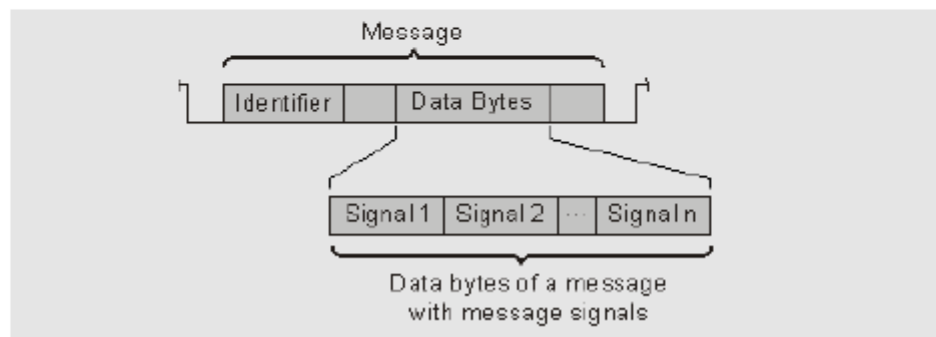 Message
Identifier Data Bytes
Signal 1 Signal 2 ... Signal n
Data bytes of a message
with message signals